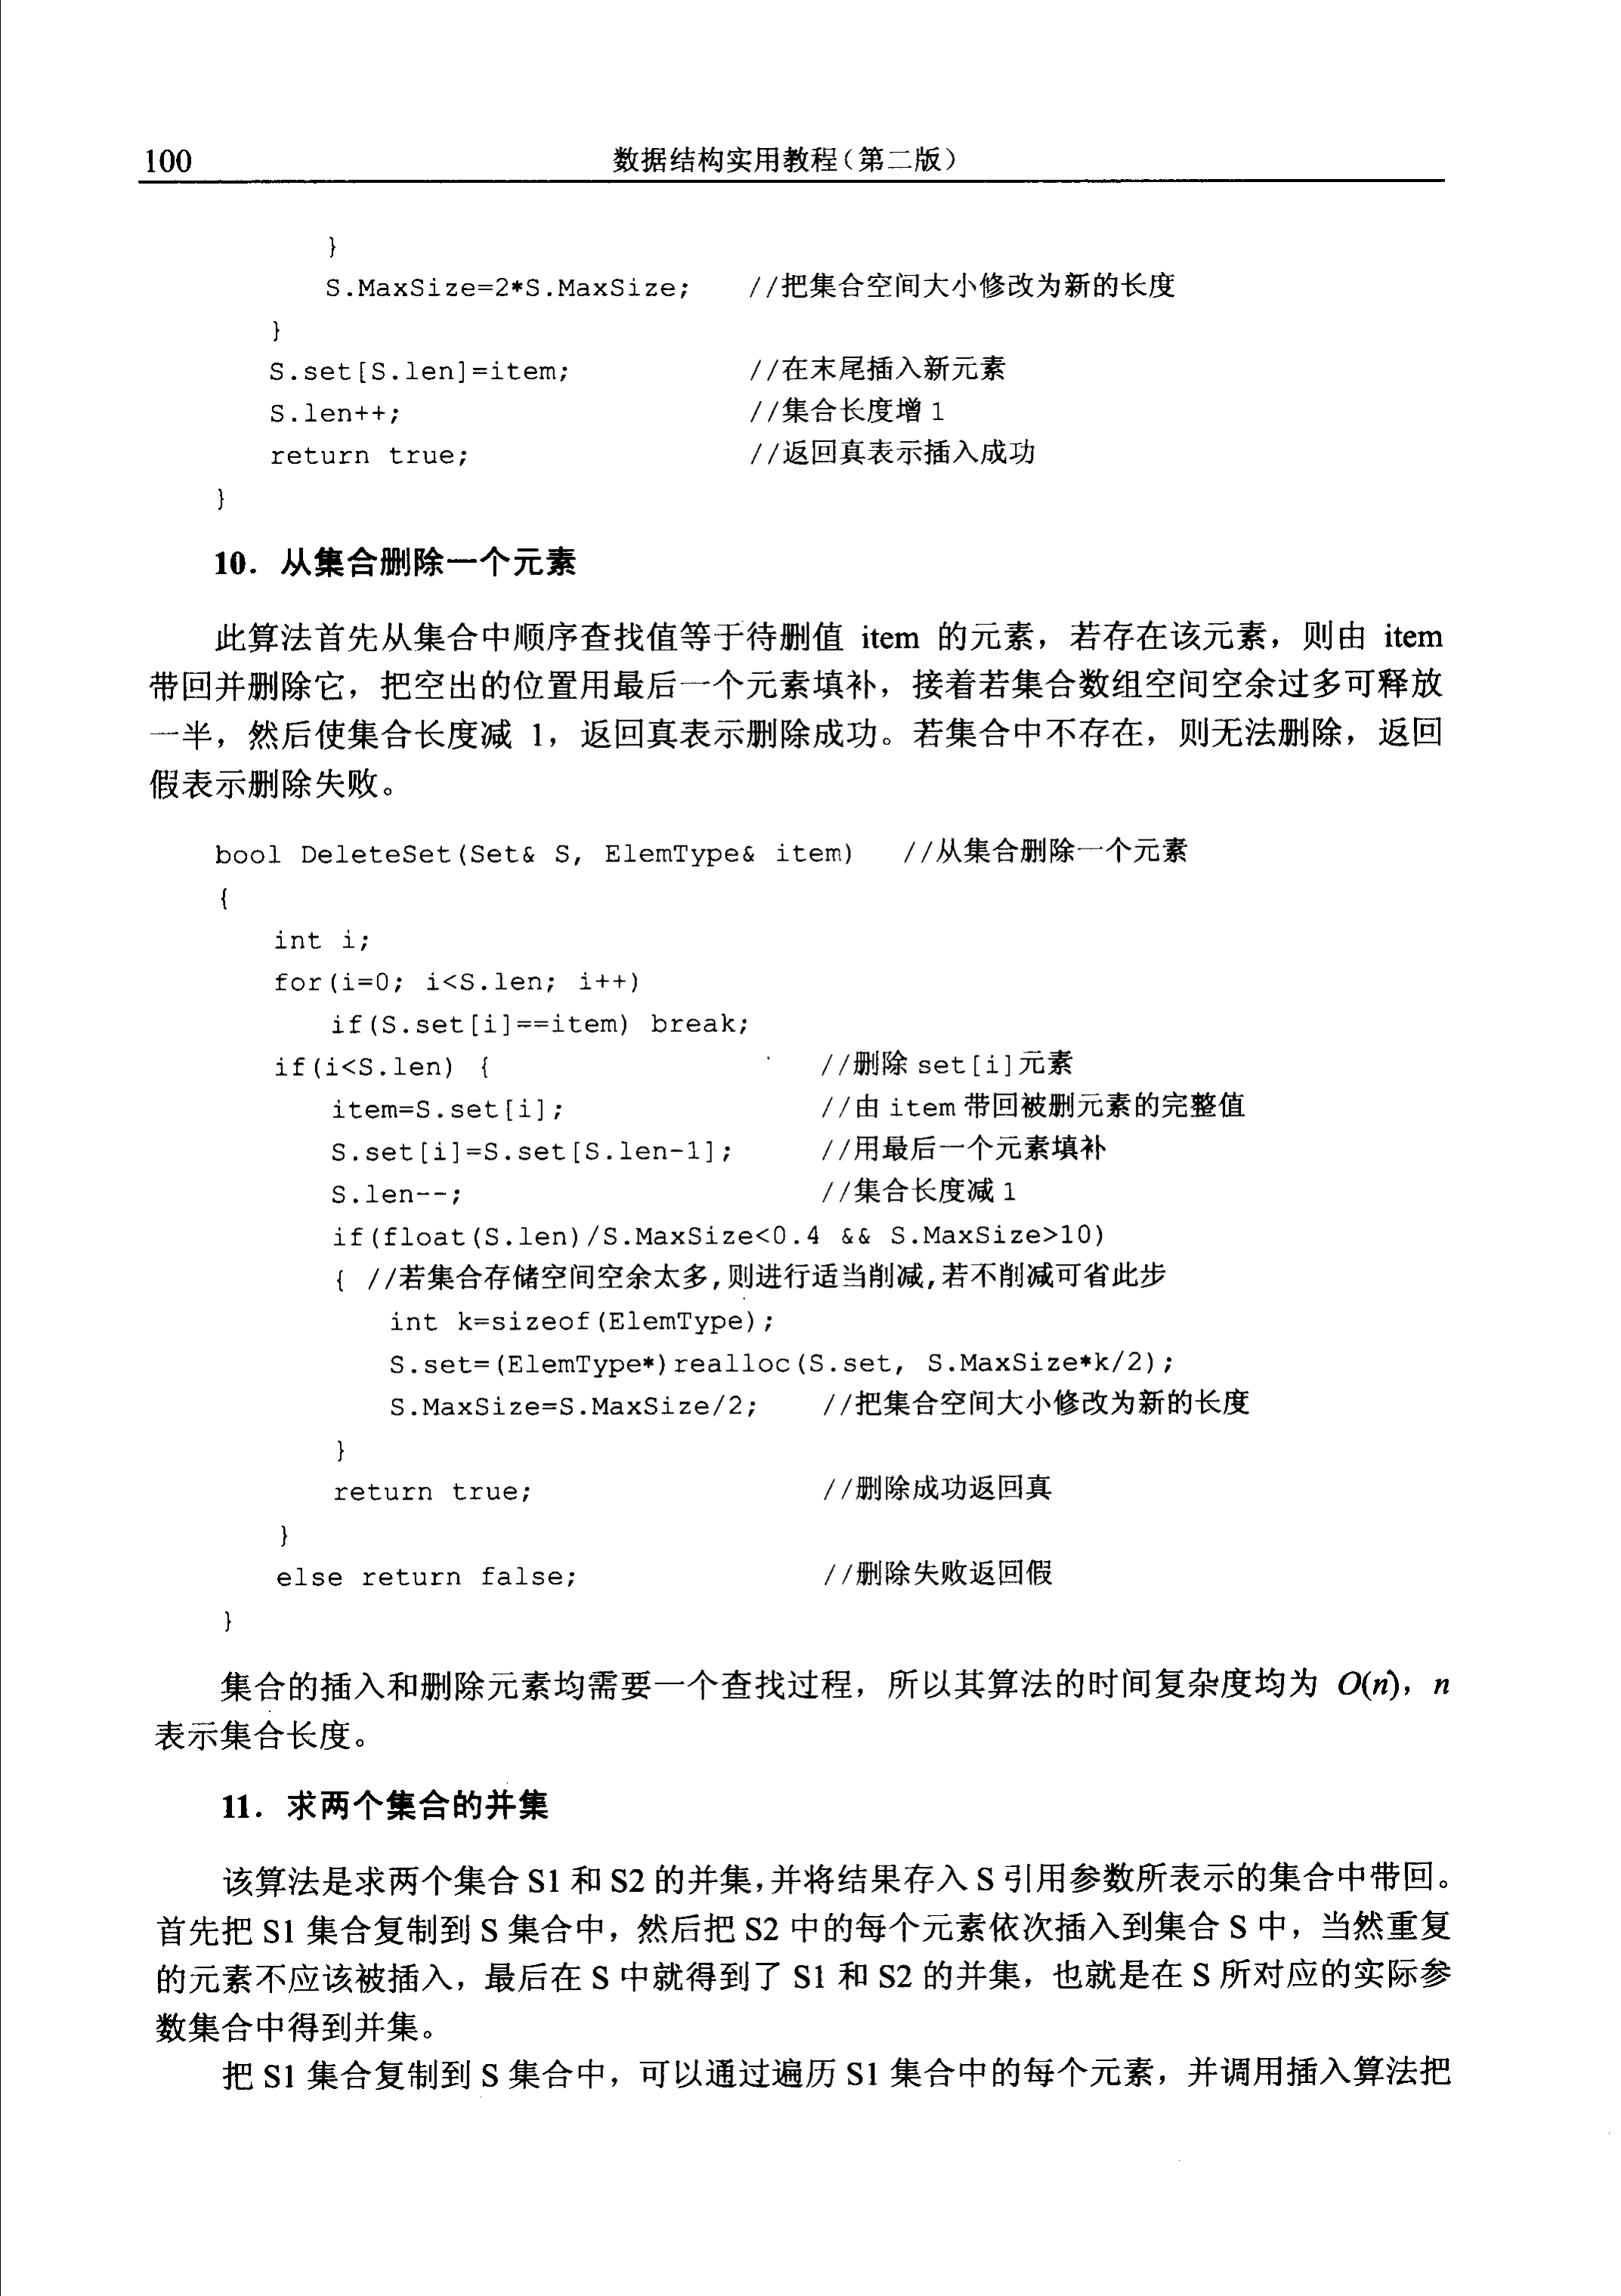 100 数据结构实用教程(第二版)
}
S.MaxSize=2*S.MaxSize; //把集合空间大小修改为新的长度
}
S.set[S.len]=item; //在末尾插入新元素
S.len++; //集合长度增 1
return true; //返回真表示插入成功
}
10. 从集合删除一个元素
此算法首先从集合中顺序查找值等于待删值 item 的元素，若存在该元素，则由 item
带回并删除它，把空出的位置用最后一个元素填补，接着若集合数组空间空余过多可释放
一半，然后使集合长度减 1，返回真表示删除成功。若集合中不存在，则无法删除，返回
假表示删除失败。
bool DeleteSet(Set& S, ElemType& item) //从集合删除一个元素
{
int i;
for(i=0; i<S.len; i++)
if(S.set[i]==item) break;
if(i<S.len) { //删除 set[i]元素
item=S.set[i]; //由 item 带回被删元素的完整值
S.set[i]=S.set[S.len-1]; //用最后一个元素填补
S.len--; //集合长度减 1
if(float(S.len)/S.MaxSize<0.4 && S.MaxSize>10)
{ //若集合存储空间空余太多,则进行适当削减,若不削减可省此步
int k=sizeof(ElemType);
S.set=(ElemType*)realloc(S.set, S.MaxSize*k/2);
S.MaxSize=S.MaxSize/2; //把集合空间大小修改为新的长度
}
return true; //删除成功返回真
}
else return false; //删除失败返回假
}
集合的插入和删除元素均需要一个查找过程，所以其算法的时间复杂度均为 O(n)，n
表示集合长度。
11. 求两个集合的并集
该算法是求两个集合 S1 和 S2 的并集，并将结果存入 S 引用参数所表示的集合中带回。
首先把 S1 集合复制到 S 集合中，然后把 S2 中的每个元素依次插入到集合 S 中，当然重复
的元素不应该被插入，最后在 S 中就得到了 S1 和 S2 的并集，也就是在 S 所对应的实际参
数集合中得到并集。
把 S1 集合复制到 S 集合中，可以通过遍历 S1 集合中的每个元素，并调用插入算法把